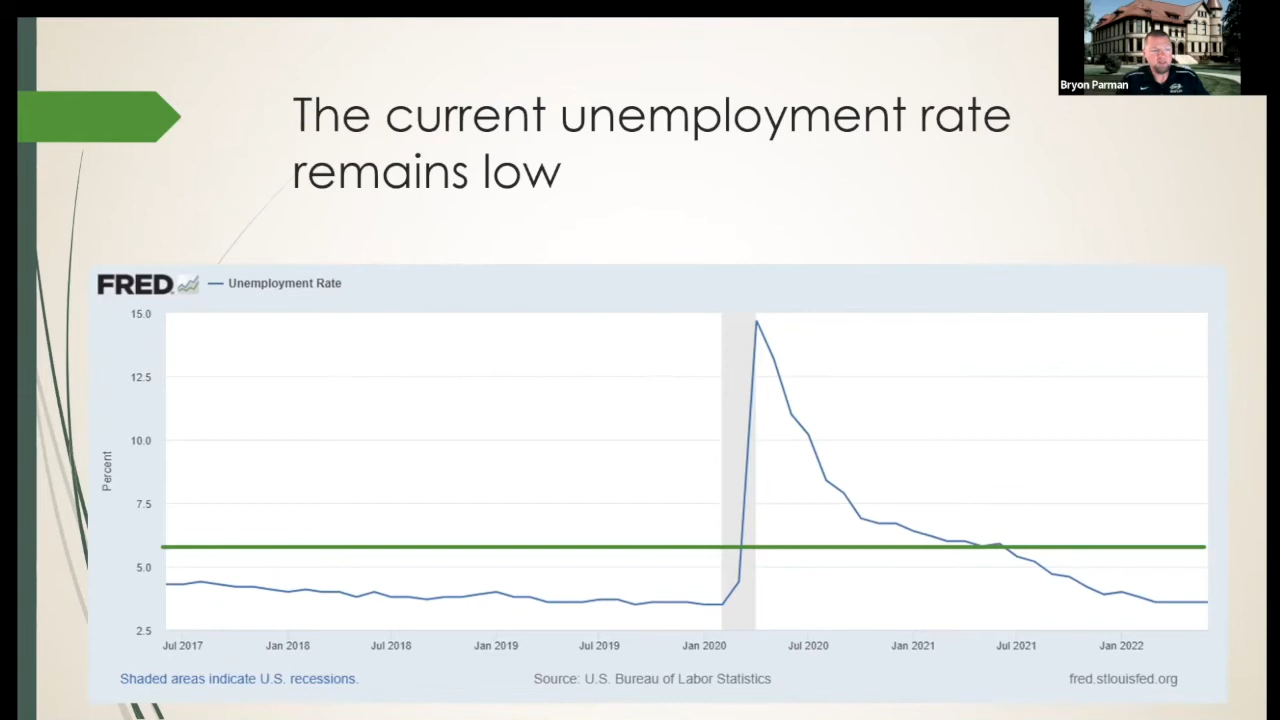 Bryon Parman
The current unemployment rate
remains low
FRED
Unemployment Rate
15.0
12.5
10.0
7.5
5.0
2.5
Percent
Jul 2017 Jan 2018 Jul 2018 Jan 2019 Jul 2019 Jan 2020 Jul 2020 Jan 2021 Jul 2021 Jan 2022
Shaded areas indicate U.S. recessions. Source: U.S. Bureau of Labor Statistics fred.stlouisfed.org